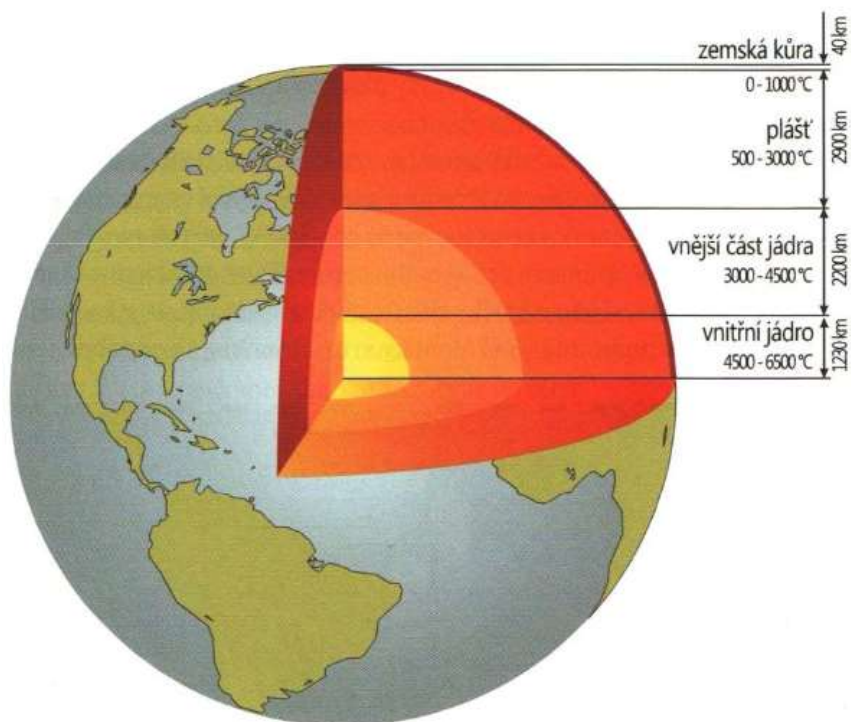 zemská kůra
40 km
0 - 1000 °C
plášť
500 - 3000 °C
2900 km
vnější část jádra
3000 - 4500 °C
2200 km
vnitřní jádro
4500 - 6500 °C
1230 km